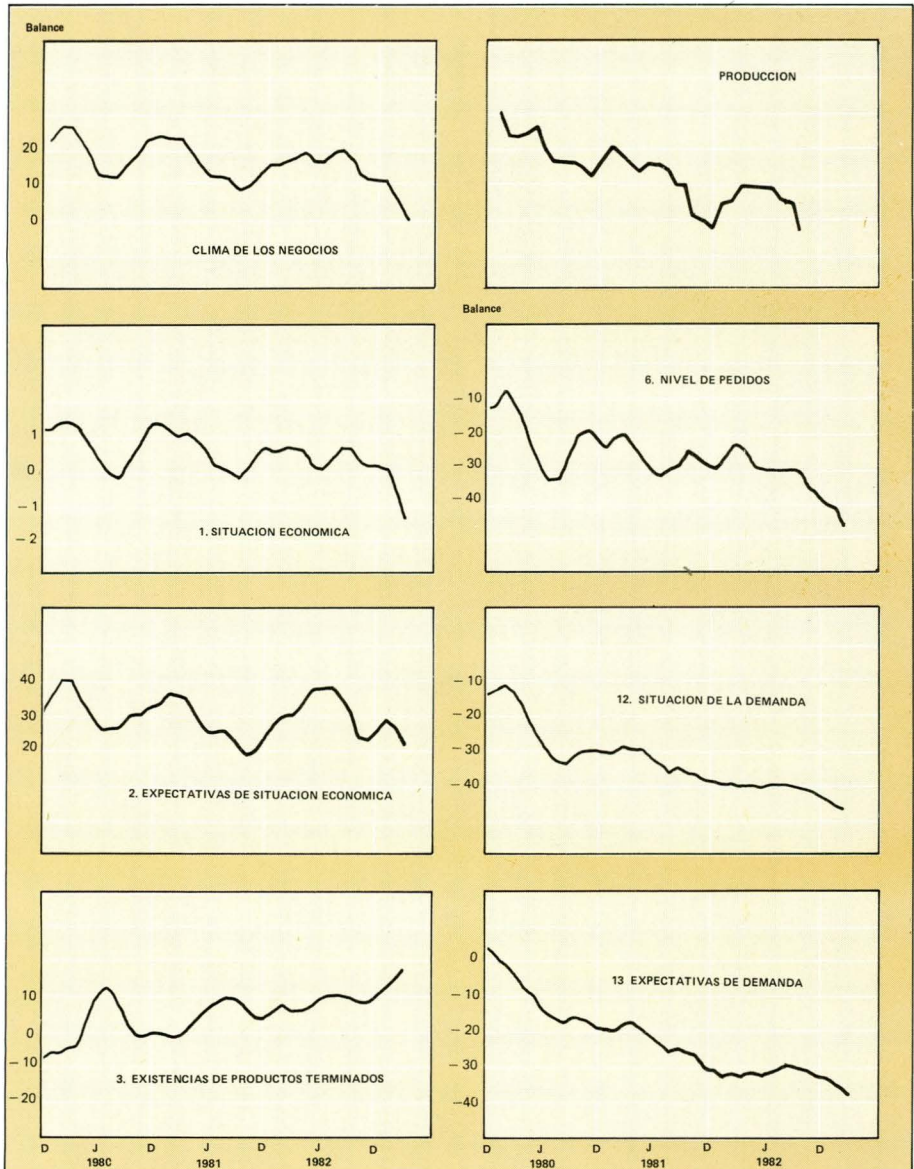 Balance
20
10
0
CLIMA DE LOS NEGOCIOS
PRODUCCION
1
0
– 1
– 2
1. SITUACION ECONOMICA
Balance
– 10
– 20
– 30
– 40
6. NIVEL DE PEDIDOS
40
30
20
2. EXPECTATIVAS DE SITUACION ECONOMICA
– 10
– 20
– 30
– 40
12. SITUACION DE LA DEMANDA
10
0
– 10
– 20
3. EXISTENCIAS DE PRODUCTOS TERMINADOS
D J D J D J D
1980 1981 1982
0
– 10
– 20
– 30
– 40
13 EXPECTATIVAS DE DEMANDA
D J D J D J D
1980 1981 1982